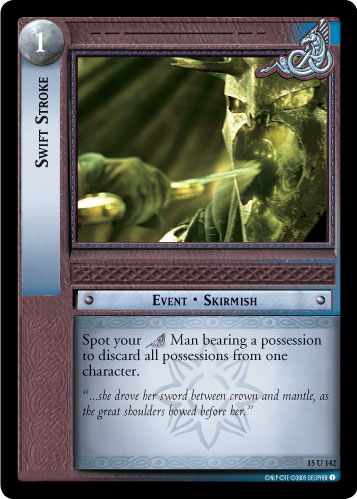 1
SWIFT STROKE
EVENT • SKIRMISH
Spot your Man bearing a possession
to discard all possessions from one
character.
“...she drove her sword between crown and mantle, as
the great shoulders bowed before her.”
15 U 142
©NLP ©TE ©2005 DECIPHER